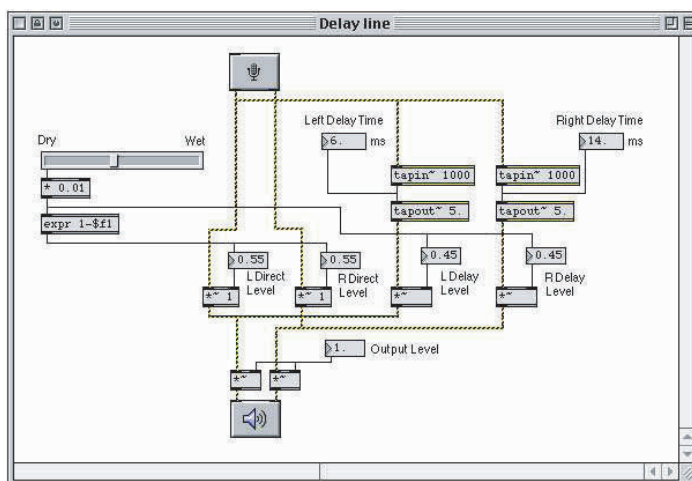 Delay line
Left Delay Time
6. ms
Right Delay Time
14. ms
Dry Wet
* 0.01
expr 1-$f1
tapin~ 1000
tapin~ 1000
tapout~ 5.
tapout~ 5.
0.55
0.55
0.45
0.45
L Direct
Level
R Direct
Level
L Delay
Level
R Delay
Level
*~ 1
*~ 1
*~
*~
1. Output Level
*~
*~